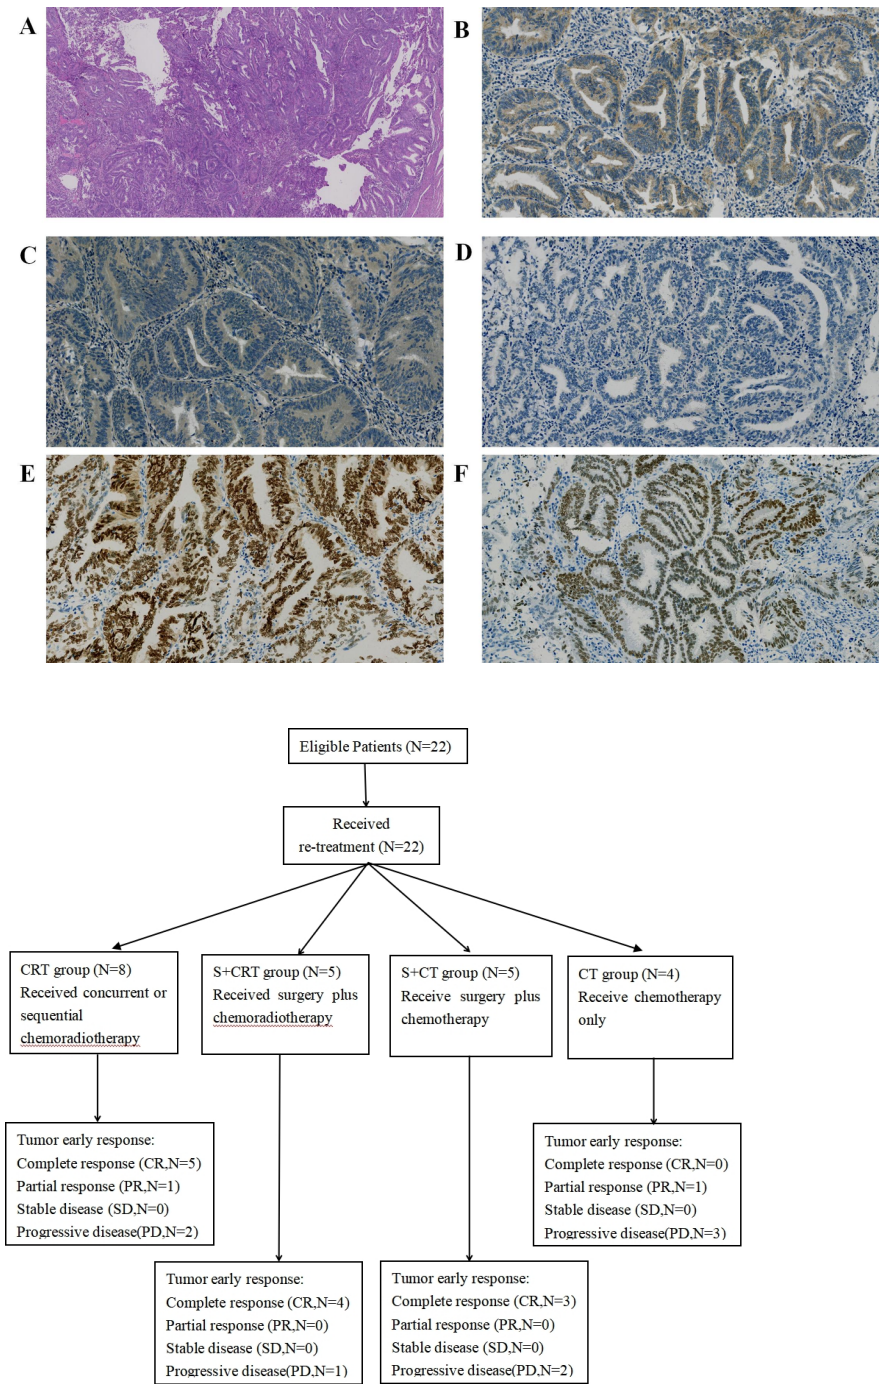 A
B
C
D
E
F
Eligible Patients (N=22)
Received
re-treatment (N=22)
CRT group (N=8)
Received concurrent or
sequential
chemoradiotherapy
S+CRT group (N=5)
Received surgery plus
chemoradiotherapy
S+CT group (N=5)
Receive surgery plus
chemotherapy
CT group (N=4)
Receive chemotherapy
only
Tumor early response:
Complete response (CR,N=5)
Partial response (PR,N=1)
Stable disease (SD,N=0)
Progressive disease(PD,N=2)
Tumor early response:
Complete response (CR,N=4)
Partial response (PR,N=0)
Stable disease (SD,N=0)
Progressive disease(PD,N=1)
Tumor early response:
Complete response (CR,N=3)
Partial response (PR,N=0)
Stable disease (SD,N=0)
Progressive disease(PD,N=2)
Tumor early response:
Complete response (CR,N=0)
Partial response (PR,N=1)
Stable disease (SD,N=0)
Progressive disease(PD,N=3)